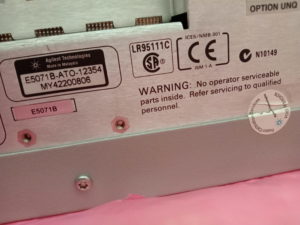 OPTION UNQ
Agilent Technologies
Made in Malaysia
E5071B-ATO-12354
MY42200806
E5071B
LR95111C
ICES/NMB-001
CE
ISM 1-A
N10149
WARNING: No operator serviceable
parts inside. Refer servicing to qualified
personnel.